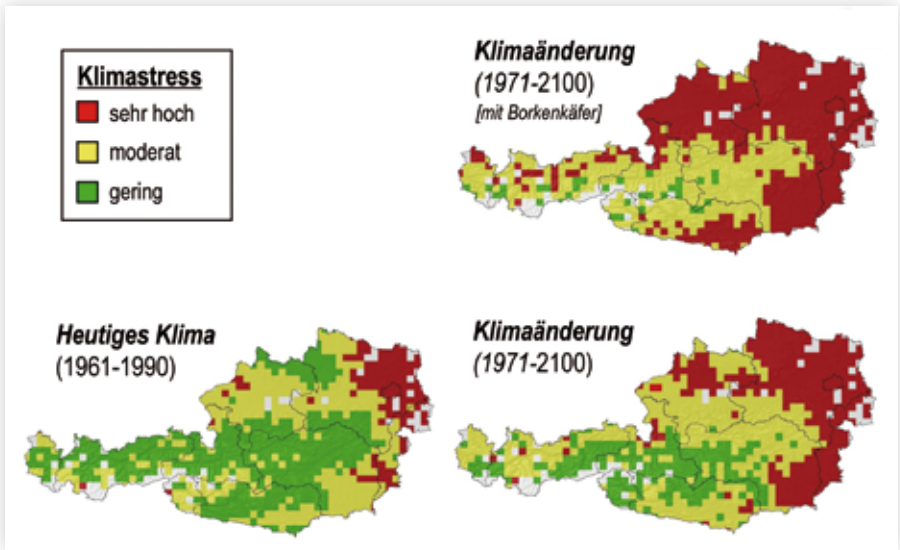 Klimastress
sehr hoch
moderat
gering
Klimaänderung
(1971-2100)
[mit Borkenkäfer]
Heutiges Klima
(1961-1990)
Klimaänderung
(1971-2100)